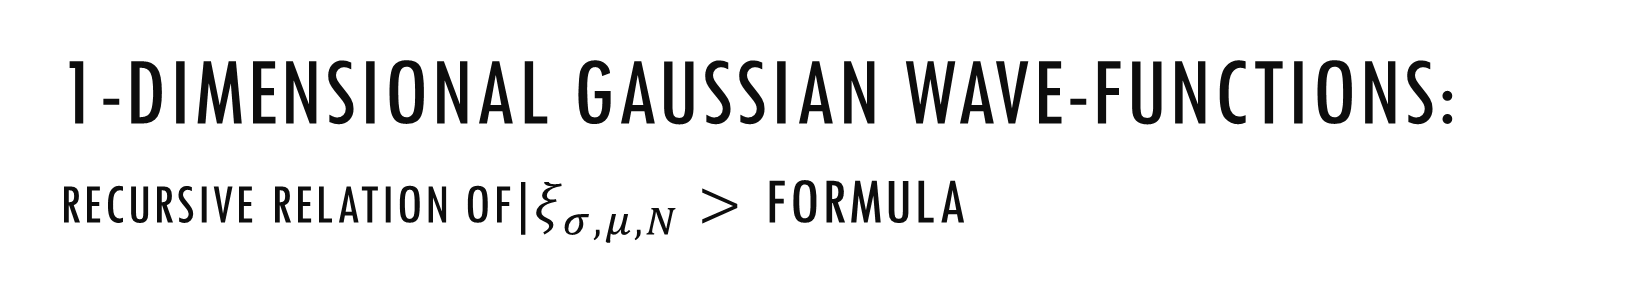 1-DIMENSIONAL GAUSSIAN WAVE-FUNCTIONS:
RECURSIVE RELATION OF|ξσ,μ,N > FORMULA